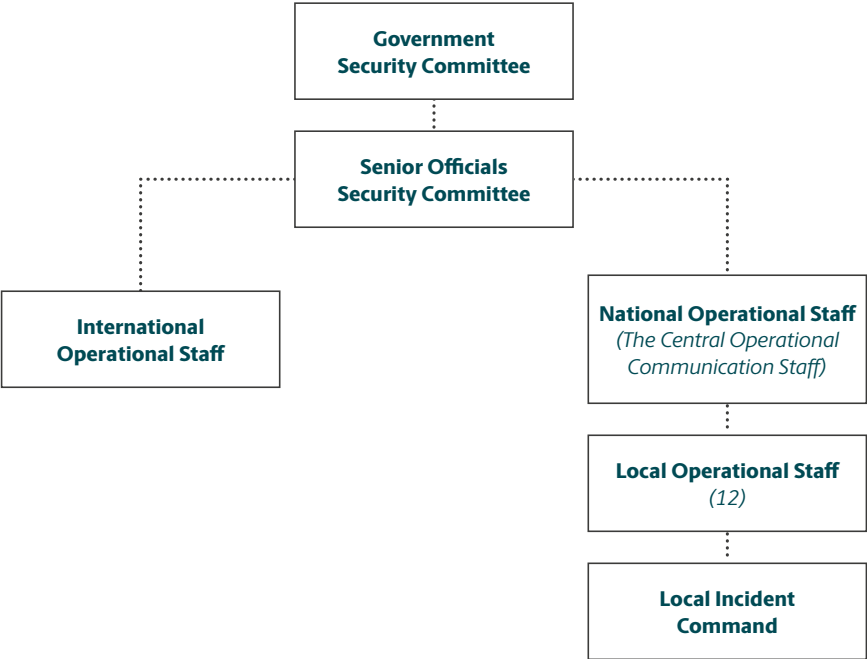 Government
Security Committee
Senior Officials
Security Committee
International
Operational Staff
National Operational Staff
(The Central Operational
Communication Staff)
Local Operational Staff
(12)
Local Incident
Command